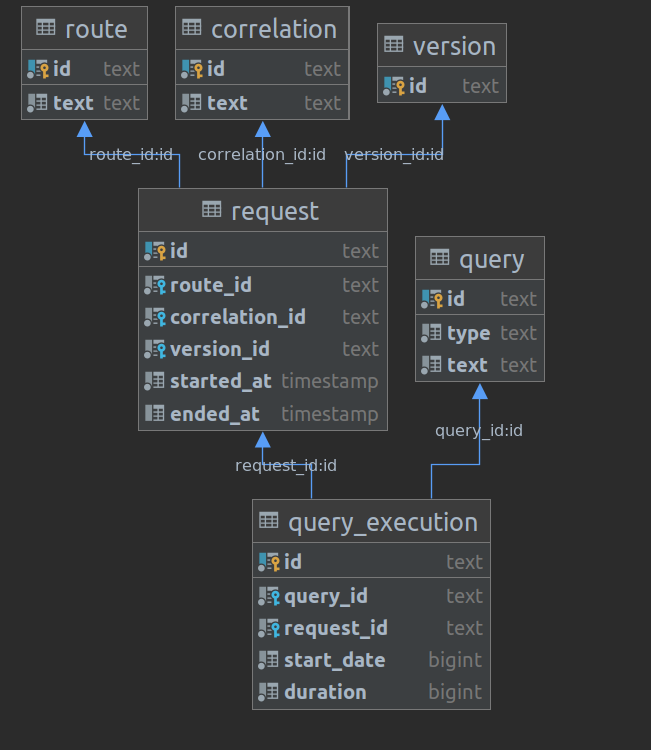 route
id text
text text
correlation
id text
text text
version
id text
route_id:id
correlation_id:id
version_id:id
request
id text
route_id text
correlation_id text
version_id text
started_at timestamp
ended_at timestamp
query
id text
type text
text text
query_id:id
request_id:id
query_execution
id text
query_id text
request_id text
start_date bigint
duration bigint